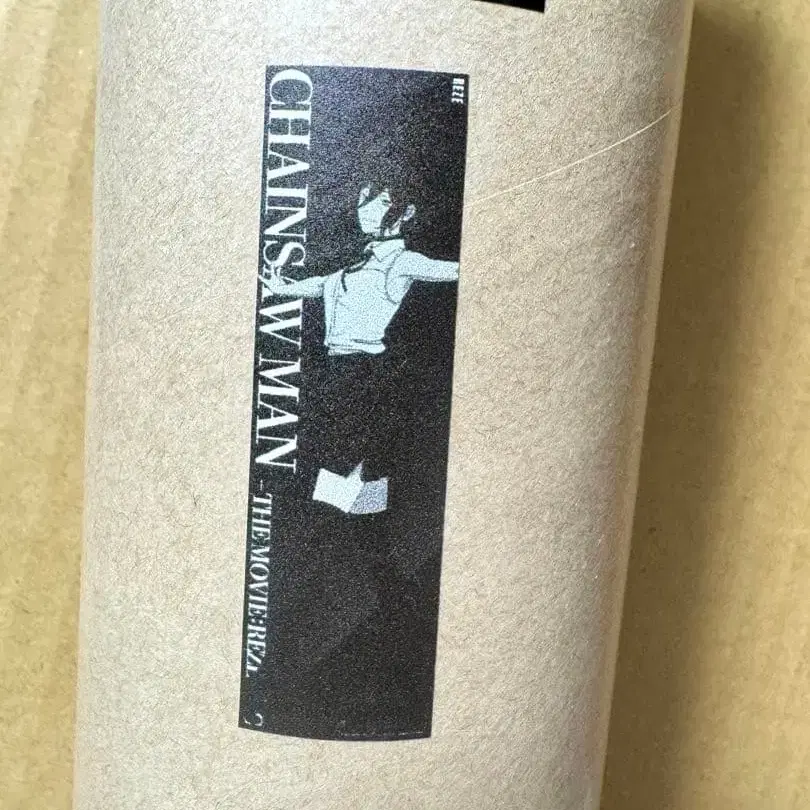 REZE
CHAINSAW MAN – THE MOVIE: REZE